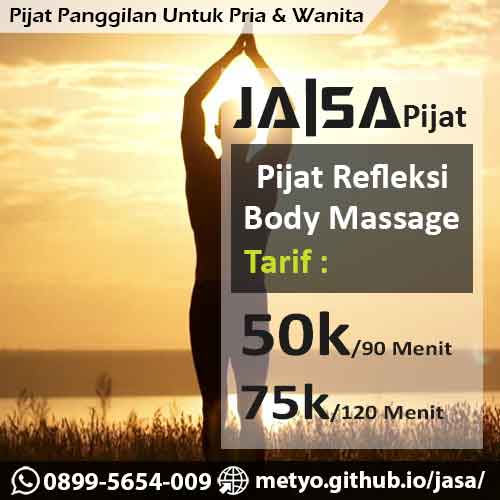 Pijat Panggilan Untuk Pria & Wanita
JA|SA Pijat
Pijat Refleksi
Body Massage
Tarif :
50k/90 Menit
75k/120 Menit
0899-5654-009 metyo.github.io/jasa/